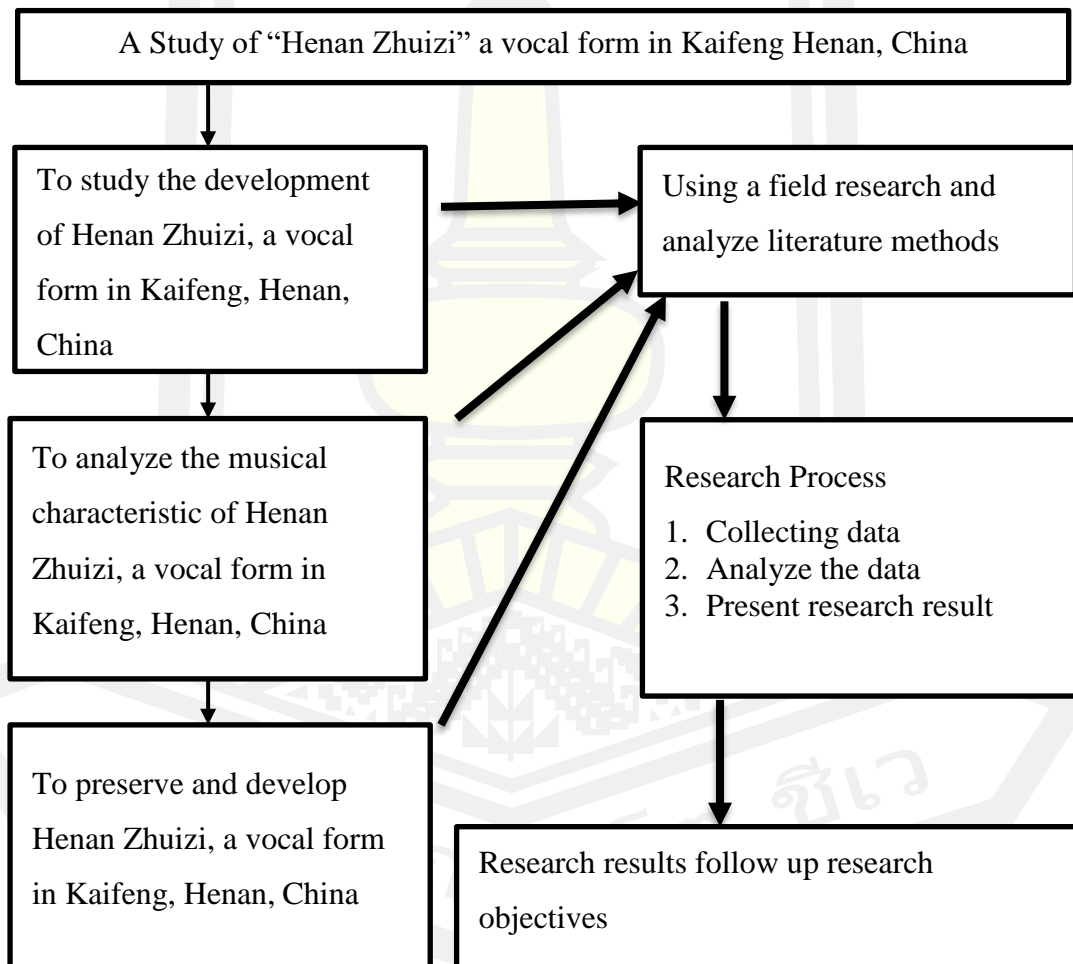 A Study of “Henan Zhuizi” a vocal form in Kaifeng Henan, China
To study the development
of Henan Zhuizi, a vocal
form in Kaifeng, Henan,
China
Using a field research and
analyze literature methods
To analyze the musical
characteristic of Henan
Zhuizi, a vocal form in
Kaifeng, Henan, China
Research Process
1. Collecting data
2. Analyze the data
3. Present research result
To preserve and develop
Henan Zhuizi, a vocal form
in Kaifeng, Henan, China
Research results follow up research
objectives
ชีเว